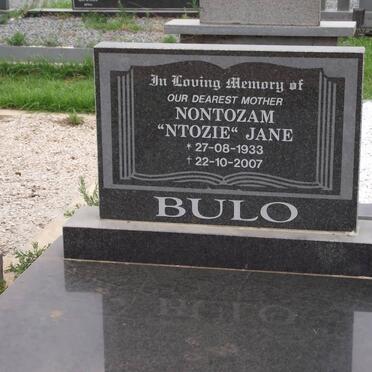 In Loving Memory of
OUR DEAREST MOTHER
NONTOZAM
"NTOZIE" JANE
* 27-08-1933
† 22-10-2007
BULO